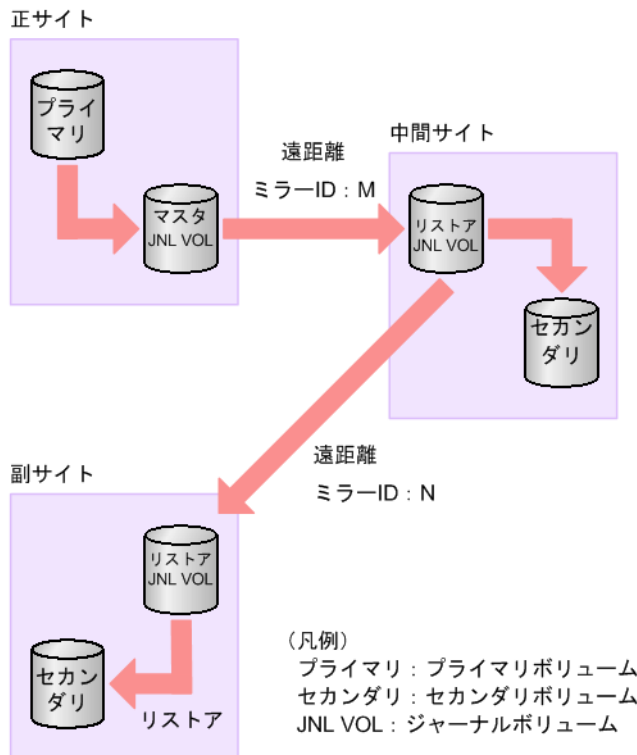 正サイト
プライ
マリ
マスタ
JNL VOL
遠距離
ミラーID：M
中間サイト
リストア
JNL VOL
セカン
ダリ
遠距離
ミラーID：N
副サイト
リストア
JNL VOL
セカン
ダリ
リストア
（凡例）
プライマリ：プライマリボリューム
セカンダリ：セカンダリボリューム
JNL VOL：ジャーナルボリューム